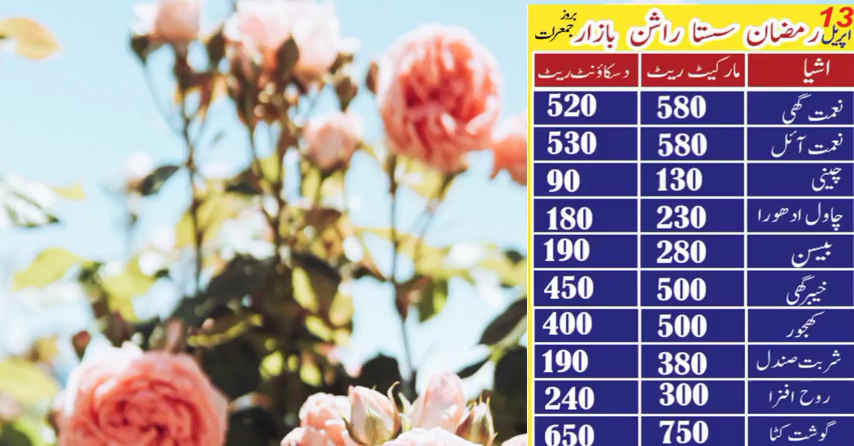 رمضان سستا راشن بازار 13 اپریل بروز جمعرات
اشیا مارکیٹ ریٹ دسکاؤنٹ ریٹ
نعمت گھی 580 520
نعمت آئل 580 530
چینی 130 90
چاول ادھورا 230 180
بیسن 280 190
خیبر گھی 500 450
کھجور 500 400
شربت صندل 380 190
روح افزا 300 240
گوشت کٹا 750 650